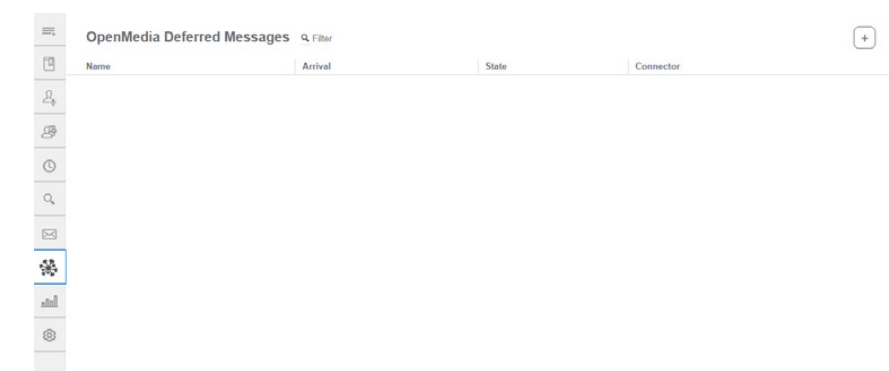 OpenMedia Deferred Messages Filter
Name Arrival State Connector